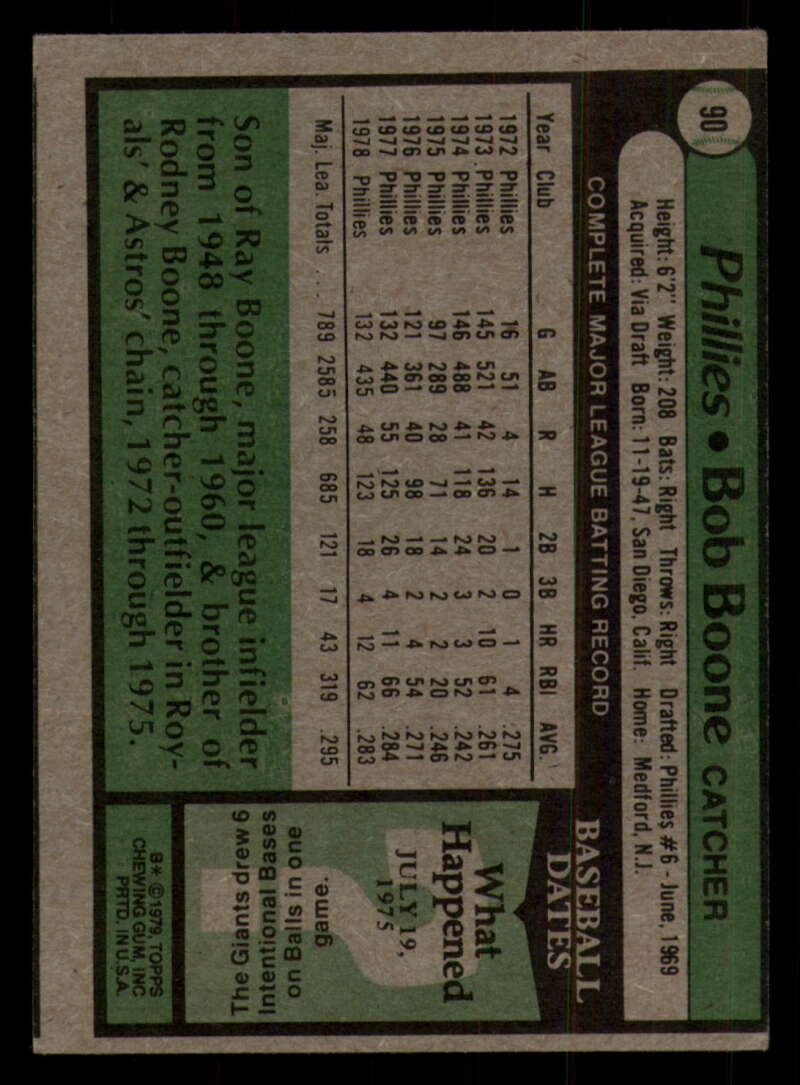 90
Phillies • Bob Boone CATCHER
Height: 6'2" Weight: 208 Bats: Right Throws: Right Drafted: Phillies #6 - June, 1969
Acquired: Via Draft Born: 11-19-47, San Diego, Calif. Home: Medford, N.J.
COMPLETE MAJOR LEAGUE BATTING RECORD
Year Club G AB R H 2B 3B HR RBI AVG.
1972 Phillies 16 51 4 14 1 0 1 4 .275
1973 Phillies 145 521 42 136 20 2 10 61 .261
1974 Phillies 146 488 41 118 24 3 3 52 .242
1975 Phillies 97 289 28 71 14 2 2 20 .246
1976 Phillies 121 361 40 98 18 2 4 54 .271
1977 Phillies 132 440 55 125 26 4 11 66 .284
1978 Phillies 132 435 48 123 18 4 12 62 .283
Maj. Lea. Totals . . . 789 2585 258 685 121 17 43 319 .295
Son of Ray Boone, major league infielder
from 1948 through 1960, & brother of
Rodney Boone, catcher-outfielder in Roy-
als' & Astros' chain, 1972 through 1975.
BASEBALL
DATES
What
Happened
JULY 19,
1975
?
The Giants drew 6
Intentional Bases
on Balls in one
game.
B* © 1979, TOPPS
CHEWING GUM, INC
PRTD. IN U.S.A.